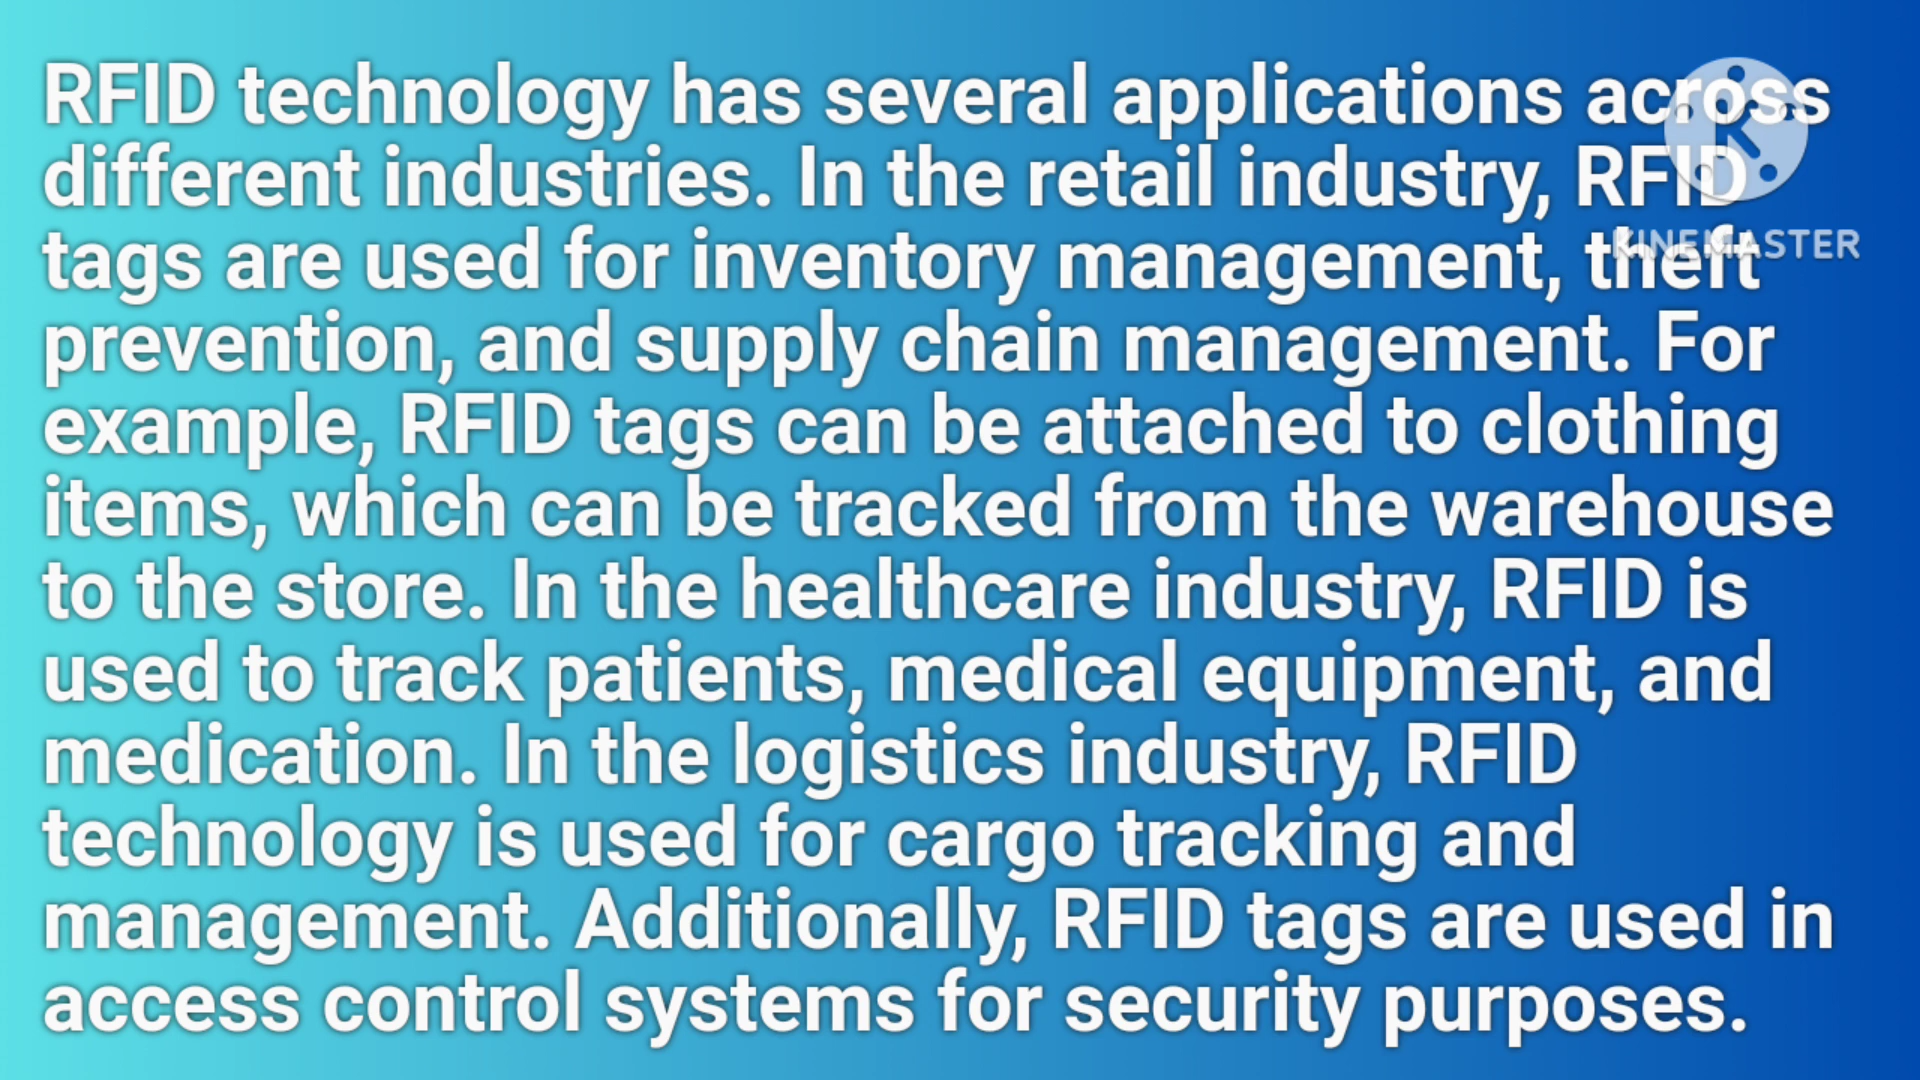 RFID technology has several applications across
different industries. In the retail industry, RFID
tags are used for inventory management, theft
prevention, and supply chain management. For
example, RFID tags can be attached to clothing
items, which can be tracked from the warehouse
to the store. In the healthcare industry, RFID is
used to track patients, medical equipment, and
medication. In the logistics industry, RFID
technology is used for cargo tracking and
management. Additionally, RFID tags are used in
access control systems for security purposes.
K
KINEMASTER